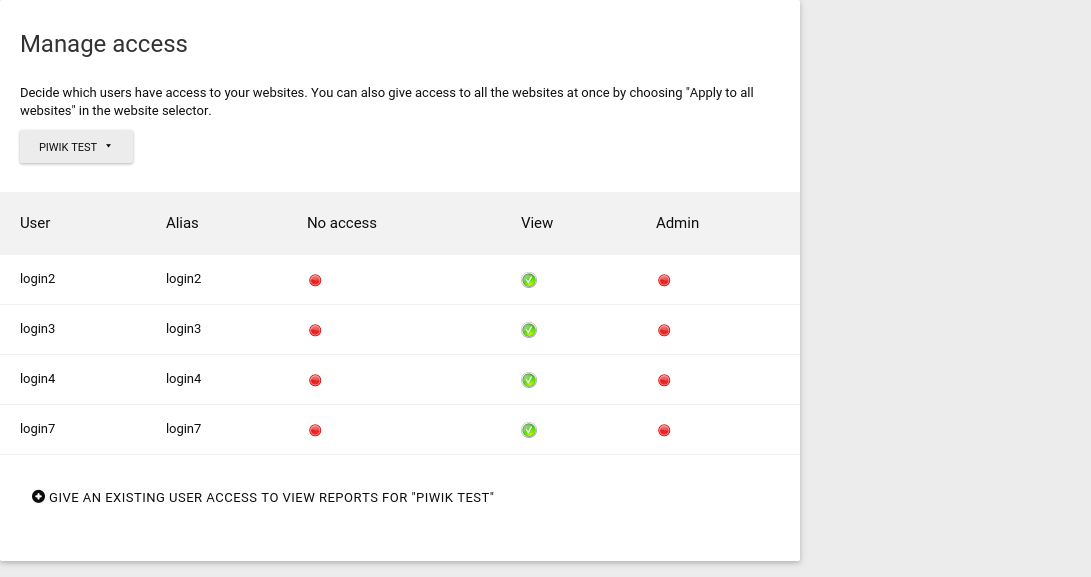 Manage access
Decide which users have access to your websites. You can also give access to all the websites at once by choosing "Apply to all
websites" in the website selector.
PIWIK TEST
User Alias No access View Admin
login2 login2
login3 login3
login4 login4
login7 login7
GIVE AN EXISTING USER ACCESS TO VIEW REPORTS FOR "PIWIK TEST"